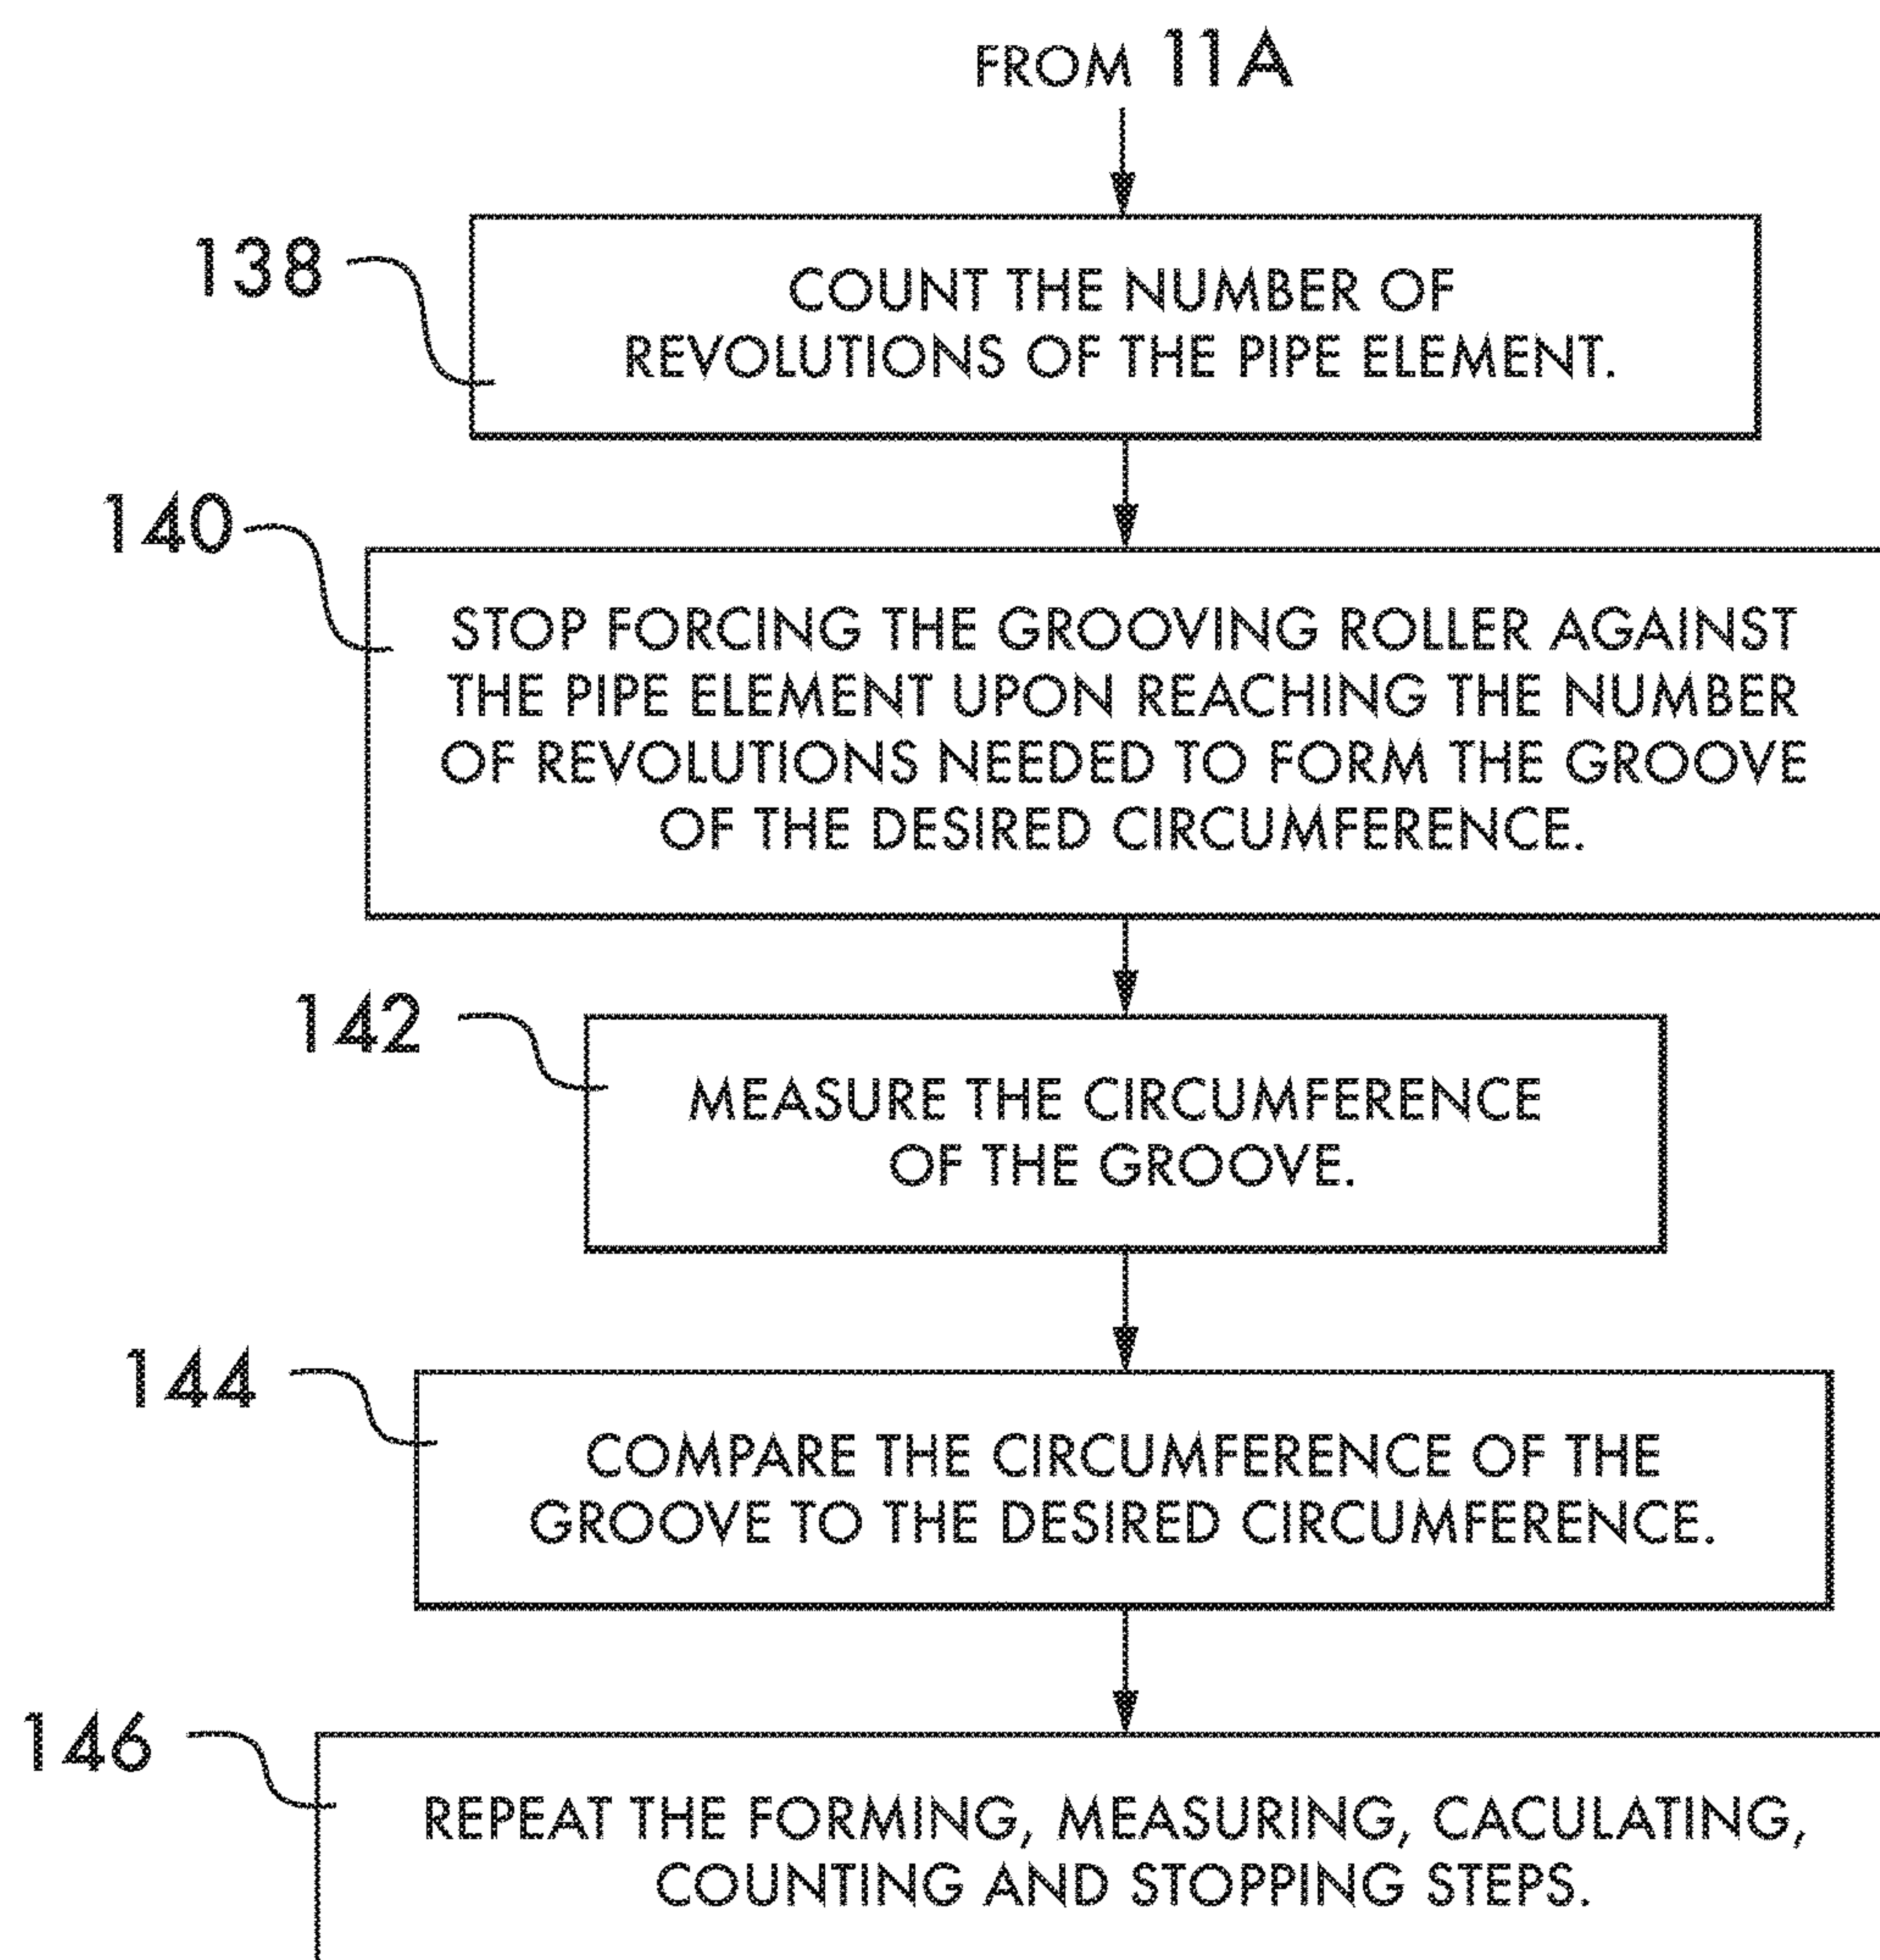 FROM 11A
138
COUNT THE NUMBER OF
REVOLUTIONS OF THE PIPE ELEMENT.
140
STOP FORCING THE GROOVING ROLLER AGAINST
THE PIPE ELEMENT UPON REACHING THE NUMBER
OF REVOLUTIONS NEEDED TO FORM THE GROOVE
OF THE DESIRED CIRCUMFERENCE.
142
MEASURE THE CIRCUMFERENCE
OF THE GROOVE.
144
COMPARE THE CIRCUMFERENCE OF THE
GROOVE TO THE DESIRED CIRCUMFERENCE.
146
REPEAT THE FORMING, MEASURING, CACULATING,
COUNTING AND STOPPING STEPS.